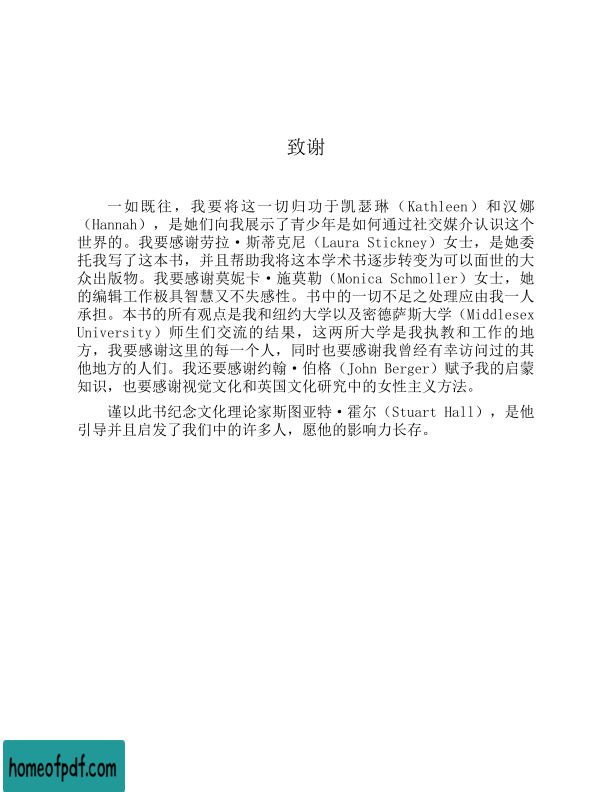 致谢
一如既往，我要将这一切归功于凯瑟琳（Kathleen）和汉娜
（Hannah），是她们向我展示了青少年是如何通过社交媒介认识这个
世界的。我要感谢劳拉·斯蒂克尼（Laura Stickney）女士，是她委
托我写了这本书，并且帮助我将这本学术书逐步转变为可以面世的大
众出版物。我要感谢莫妮卡·施莫勒（Monica Schmoller）女士，她
的编辑工作极具智慧又不失感性。书中的一切不足之处理应由我一人
承担。本书的所有观点是我和纽约大学以及密德萨斯大学（Middlesex
University）师生们交流的结果，这两所大学是我执教和工作的地
方，我要感谢这里的每一个人，同时也要感谢我曾经有幸访问过的其
他地方的人们。我还要感谢约翰·伯格（John Berger）赋予我的启蒙
知识，也要感谢视觉文化和英国文化研究中的女性主义方法。
谨以此书纪念文化理论家斯图亚特·霍尔（Stuart Hall），是他
引导并且启发了我们中的许多人，愿他的影响力长存。
homeofpdf.com